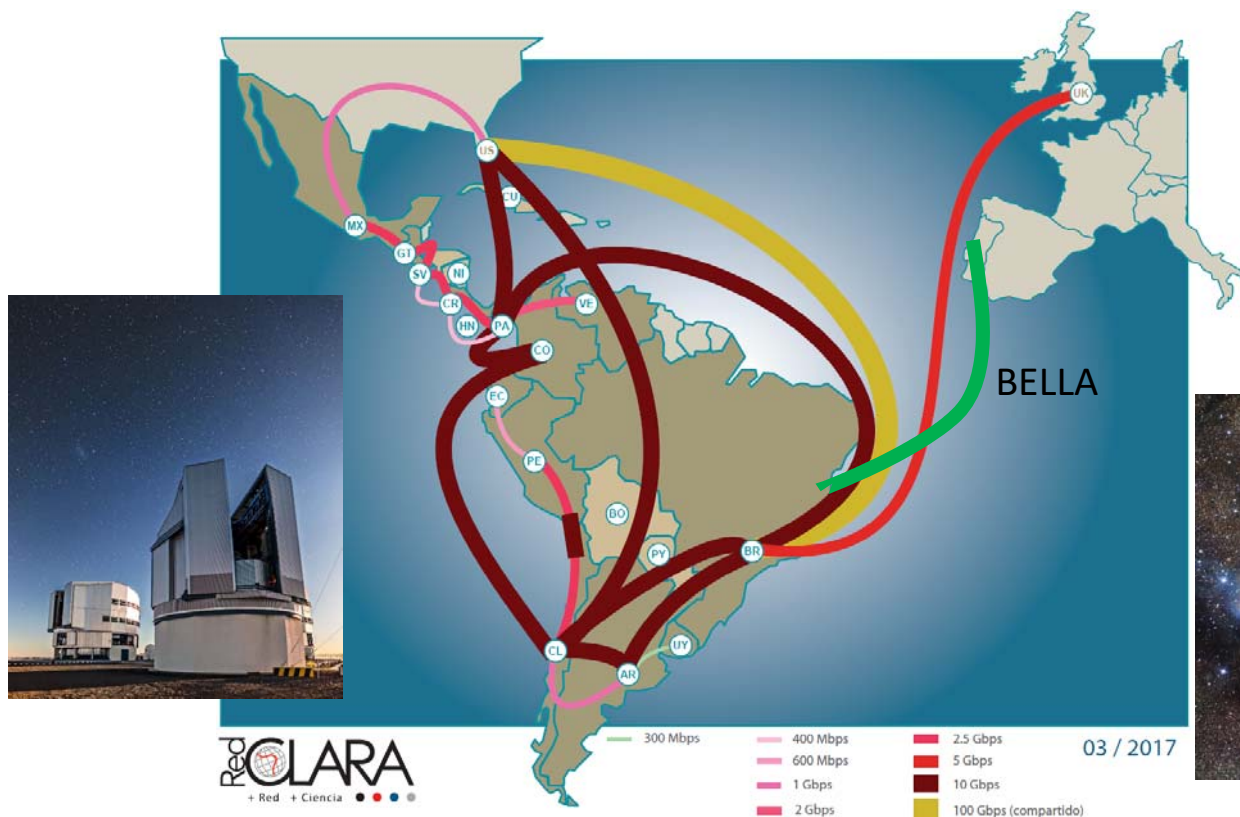 UK
US
CU
MX
GT
SV
NI
CR
HN
PA
VE
CO
EC
PE
BO
PY
BR
CL
UY
AR
BELLA
Red
CLARA
+ Red + Ciencia
300 Mbps
400 Mbps
600 Mbps
1 Gbps
2 Gbps
2.5 Gbps
5 Gbps
10 Gbps
100 Gbps (compartido)
03 / 2017